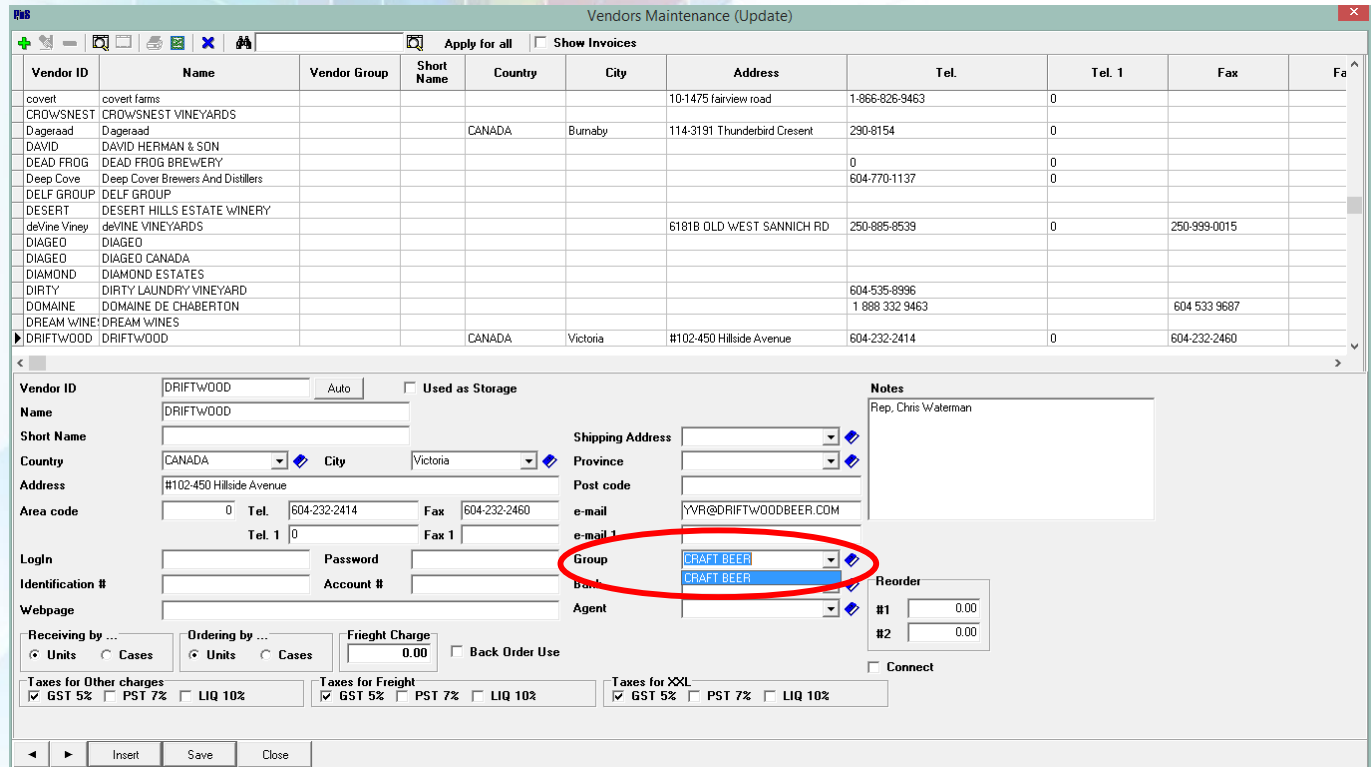 PoS Vendors Maintenance (Update)
Apply for all Show Invoices
Vendor ID Name Vendor Group Short Name Country City Address Tel. Tel. 1 Fax Fa
covert covert farms 10-1475 fairview road 1-866-826-9463 0
CROWSNEST CROWSNEST VINEYARDS
Dageraad Dageraad CANADA Burnaby 114-3191 Thunderbird Cresent 290-8154 0
DAVID DAVID HERMAN & SON
DEAD FROG DEAD FROG BREWERY 0 0
Deep Cove Deep Cover Brewers And Distillers 604-770-1137 0
DELF GROUP DELF GROUP
DESERT DESERT HILLS ESTATE WINERY
deVine Viney deVINE VINEYARDS 6181B OLD WEST SANNICH RD 250-885-8539 0 250-999-0015
DIAGEO DIAGEO
DIAGEO DIAGEO CANADA
DIAMOND DIAMOND ESTATES
DIRTY DIRTY LAUNDRY VINEYARD 604-535-8996
DOMAINE DOMAINE DE CHABERTON 1 888 332 9463 604 533 9687
DREAM WINE DREAM WINES
DRIFTWOOD DRIFTWOOD CANADA Victoria #102-450 Hillside Avenue 604-232-2414 0 604-232-2460
Vendor ID DRIFTWOOD Auto Used as Storage Notes
Name DRIFTWOOD Rep, Chris Waterman
Short Name Shipping Address
Country CANADA City Victoria Province
Address #102-450 Hillside Avenue Post code
Area code 0 Tel. 604-232-2414 Fax 604-232-2460 e-mail YVR@DRIFTWOODBEER.COM
Tel. 1 0 Fax 1 e-mail 1
LogIn Password Group CRAFT BEER
Identification # Account # Bank CRAFT BEER Reorder
Webpage Agent #1 0.00
#2 0.00
Receiving by ... Ordering by ... Frieght Charge
Units Cases Units Cases 0.00 Back Order Use
Connect
Taxes for Other charges Taxes for Freight Taxes for XXL
GST 5% PST 7% LIQ 10% GST 5% PST 7% LIQ 10% GST 5% PST 7% LIQ 10%
Insert Save Close